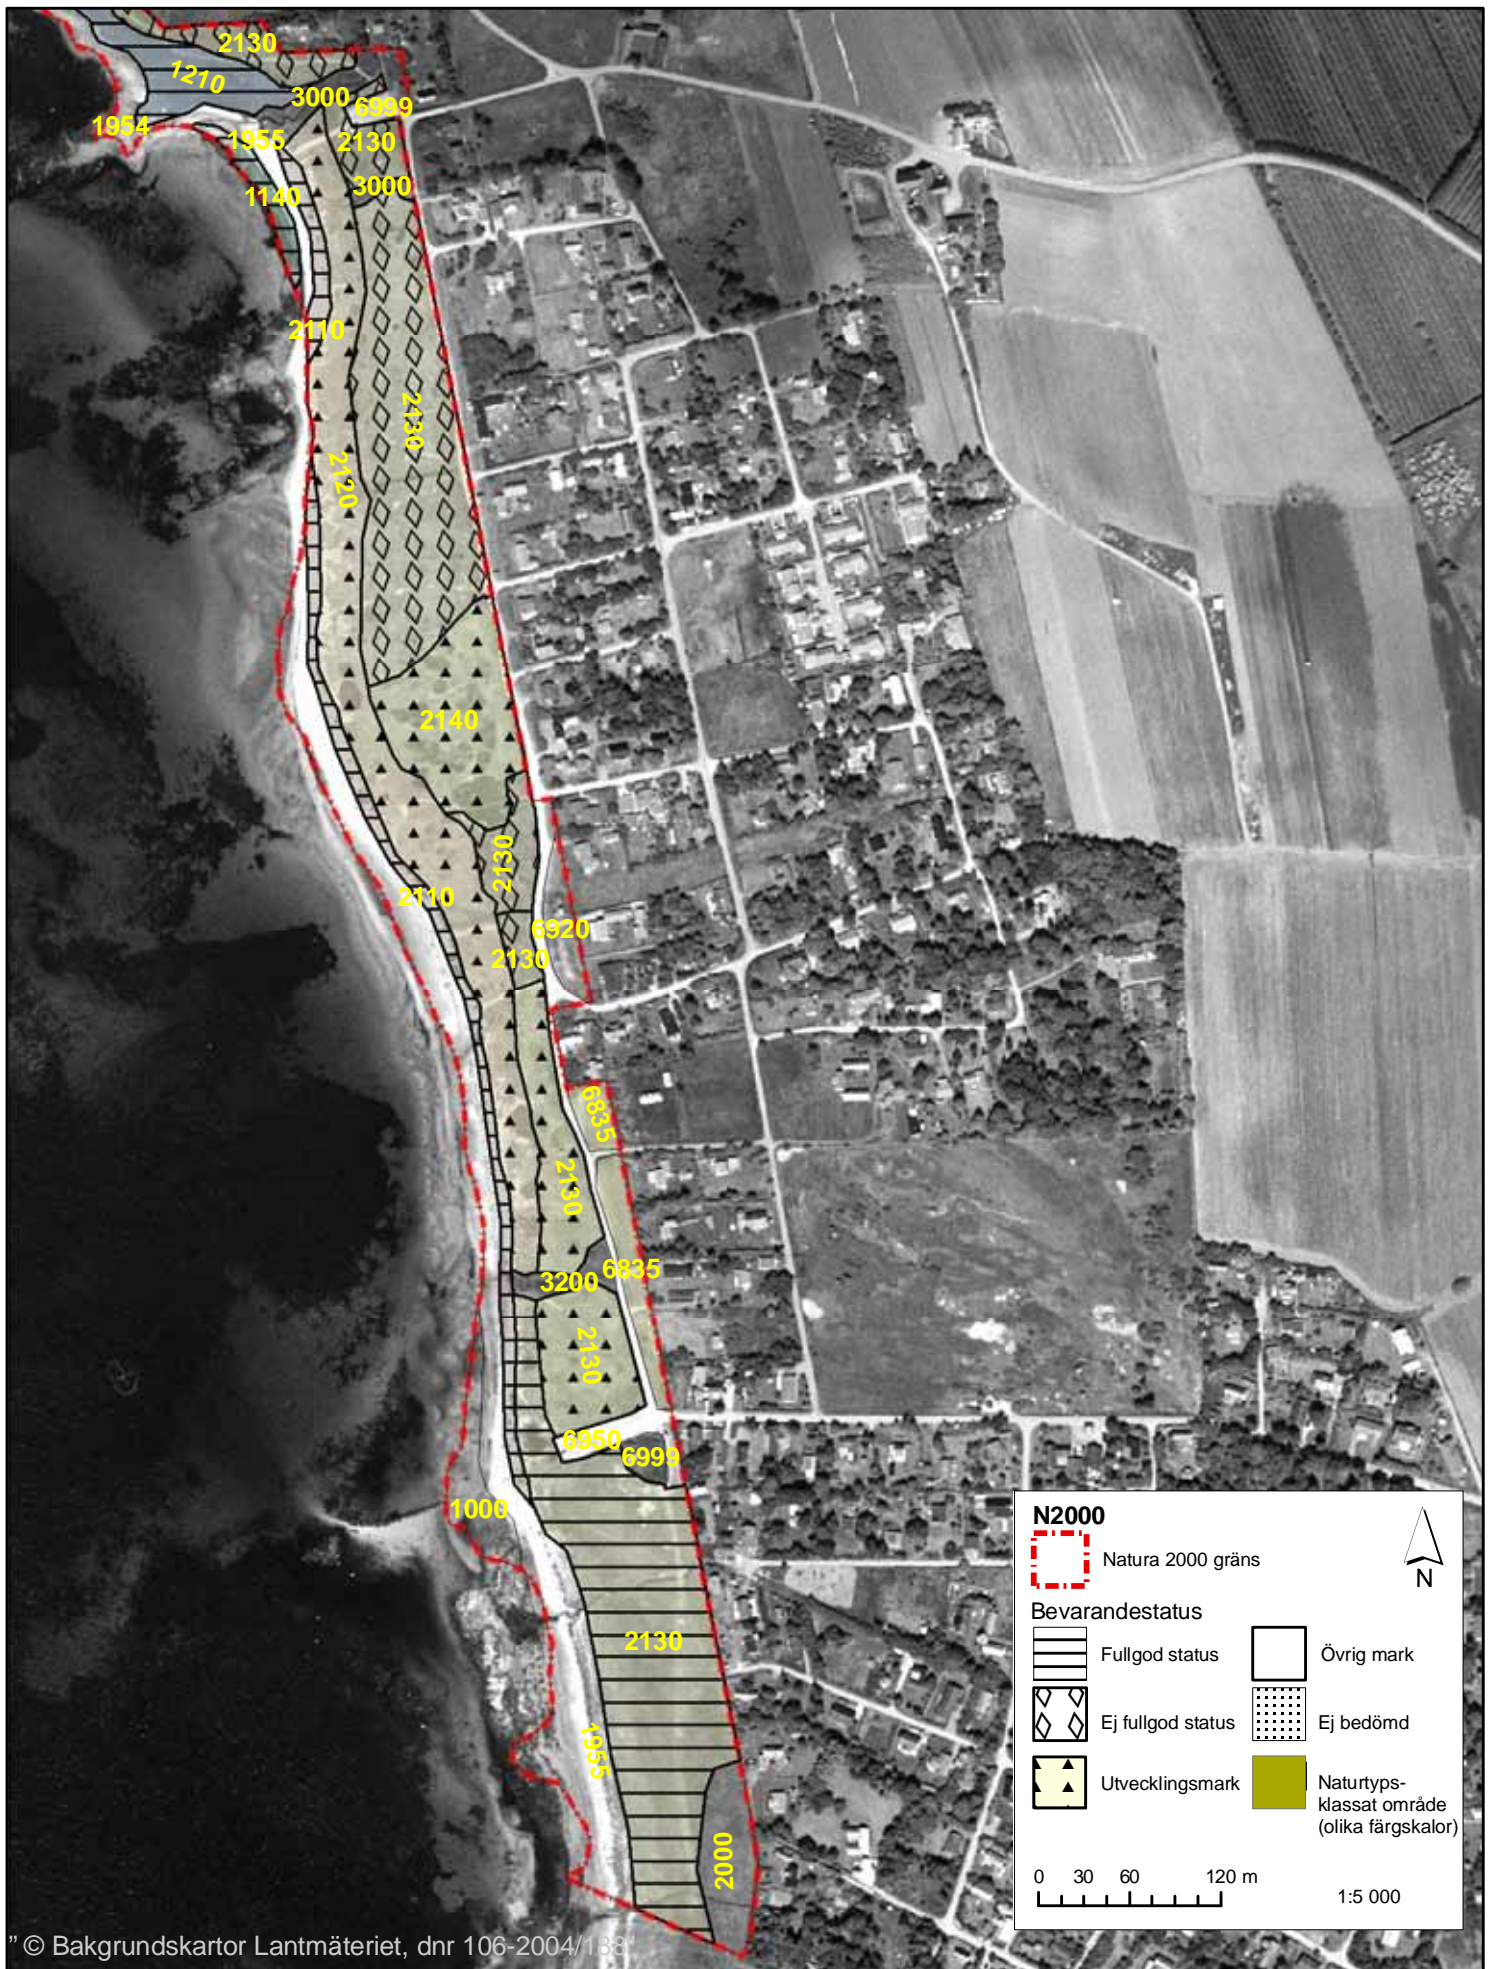 2130
1210
3000
6999
1954
1955
2130
3000
1140
2110
2130
2120
2140
2130
2110
6920
2130
6835
2130
6835
3200
2130
6950
6999
1000
2130
1955
2000
N2000
Natura 2000 gräns
N
Bevarandestatus
Fullgod status
Övrig mark
Ej fullgod status
Ej bedömd
Utvecklingsmark
Naturtyps-
klassat område
(olika färgskalor)
0 30 60 120 m
1:5 000
" © Bakgrundskartor Lantmäteriet, dnr 106-2004/188"